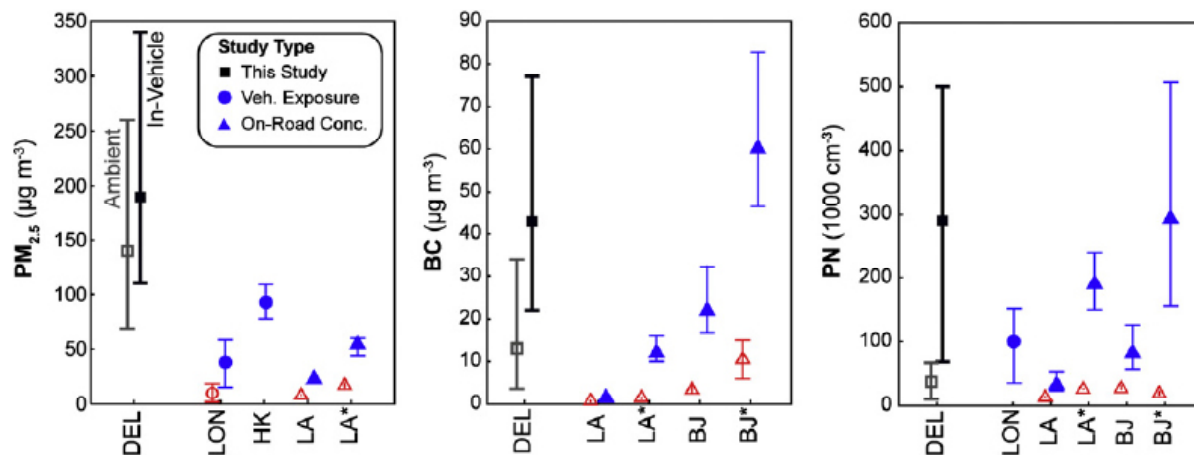 PM2.5 (µg m-3)
350
300
250
200
150
100
50
0
Ambient
In-Vehicle
Study Type
This Study
Veh. Exposure
On-Road Conc.
DEL
LON
HK
LA
LA*
BC (µg m-3)
90
80
70
60
50
40
30
20
10
0
DEL
LA
LA*
BJ
BJ*
PN (1000 cm-3)
600
500
400
300
200
100
0
DEL
LON
LA
LA*
BJ
BJ*